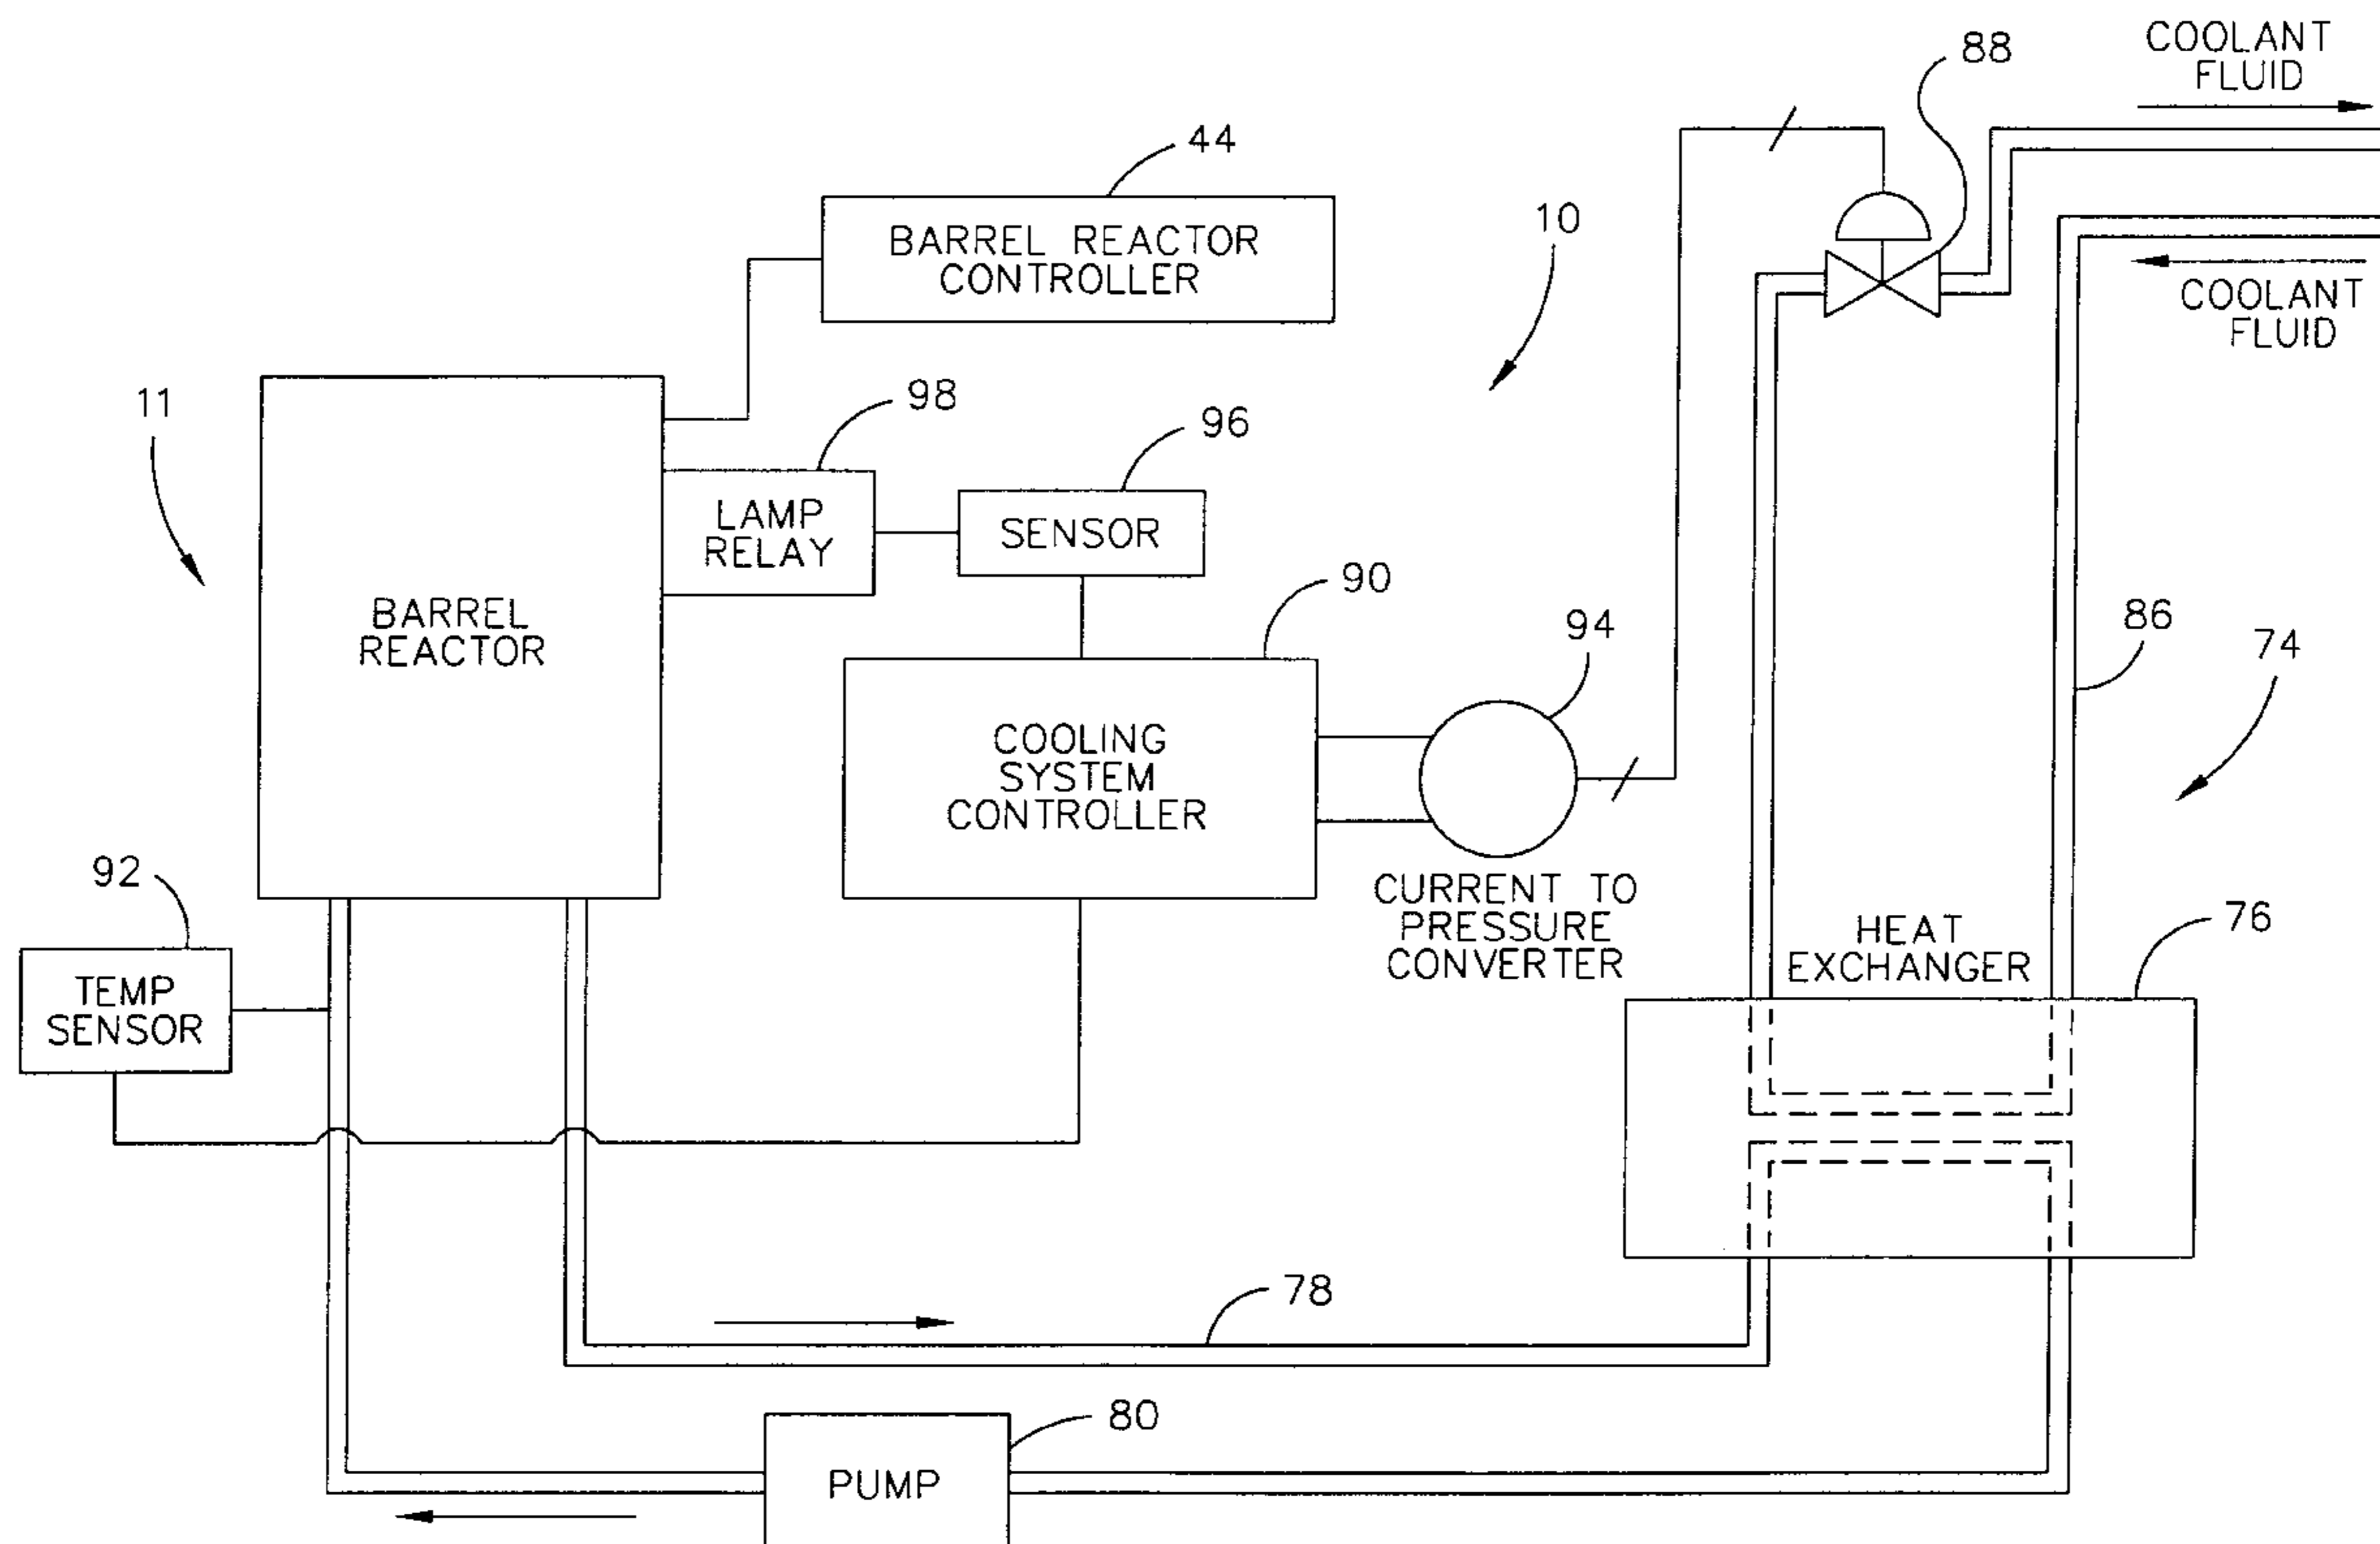 COOLANT
FLUID
88
44
BARREL REACTOR
CONTROLLER
10
COOLANT
FLUID
11
98
96
LAMP
RELAY
SENSOR
90
BARREL
REACTOR
94
86
74
COOLING
SYSTEM
CONTROLLER
92
CURRENT TO
PRESSURE
CONVERTER
HEAT
EXCHANGER
76
TEMP
SENSOR
78
80
PUMP